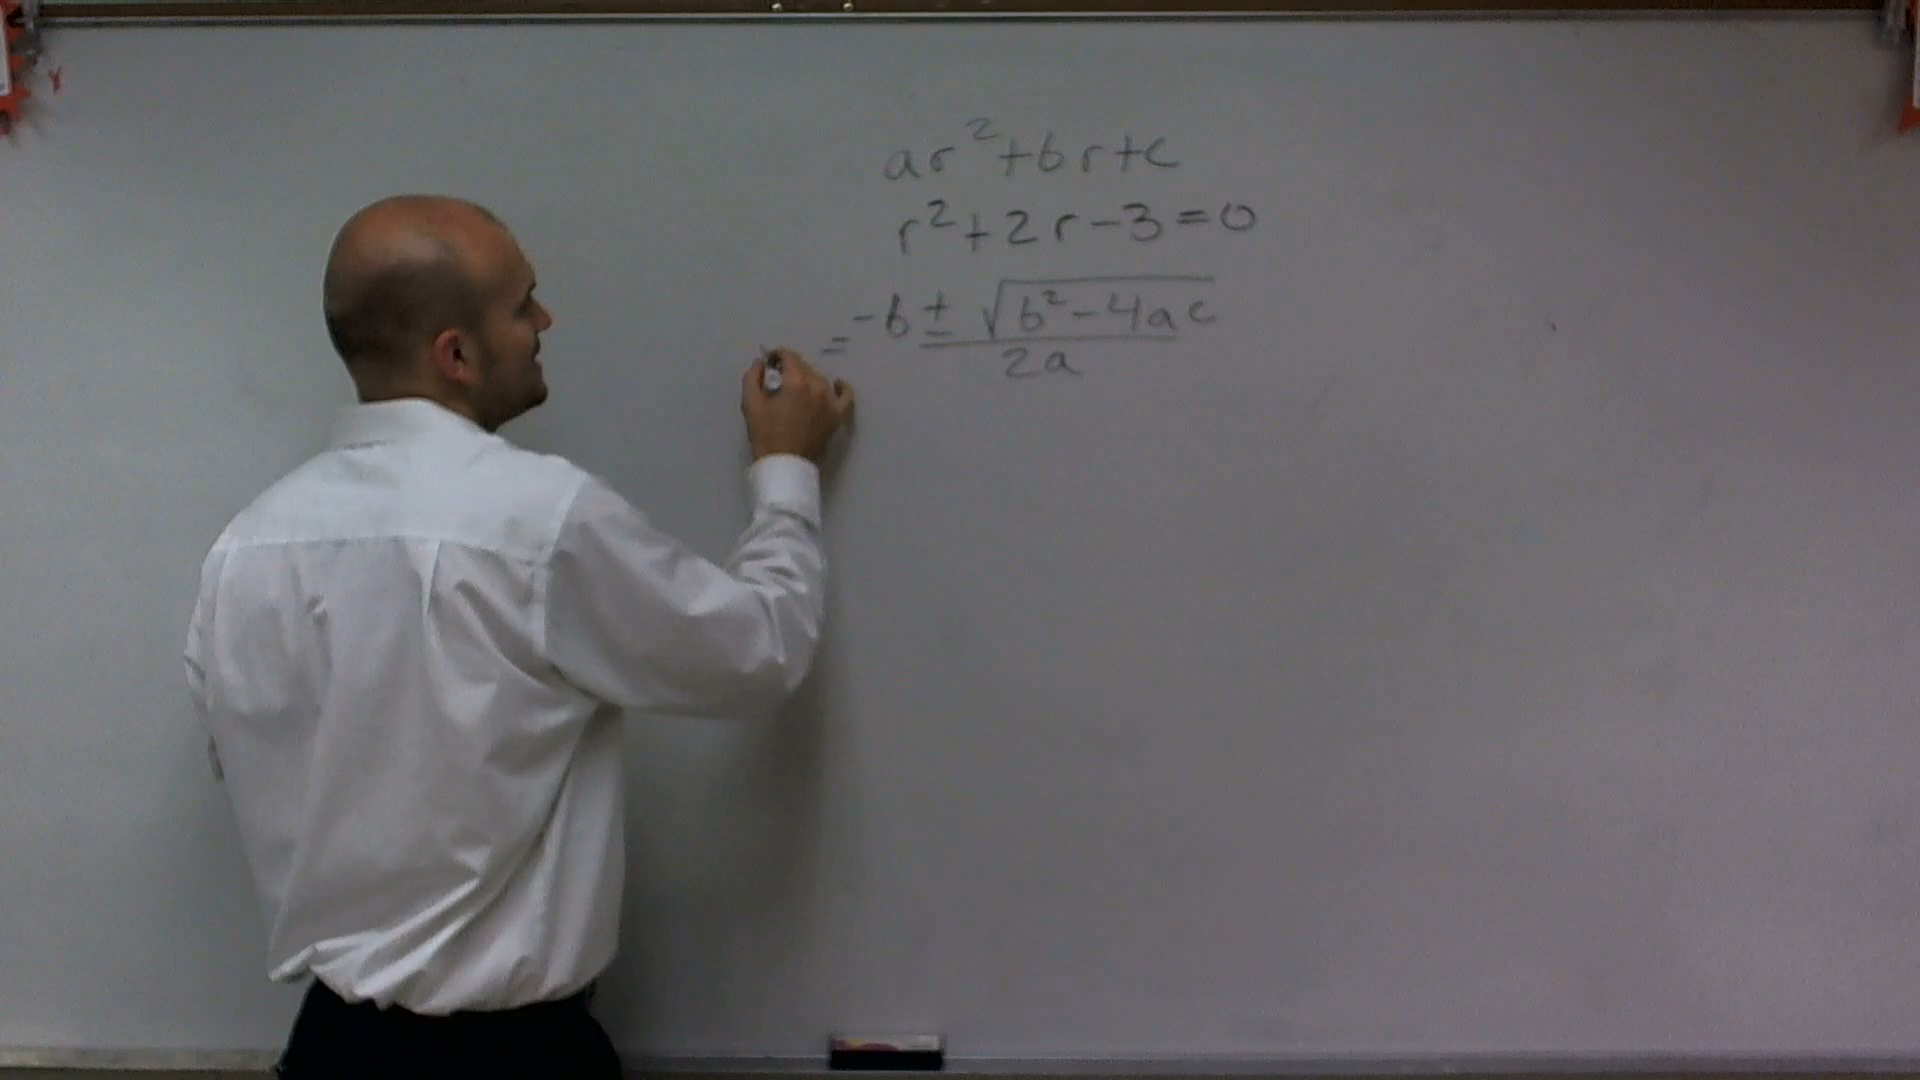 ar²+br+c
r²+2r-3=0
= -b ± √(b²-4ac) / 2a